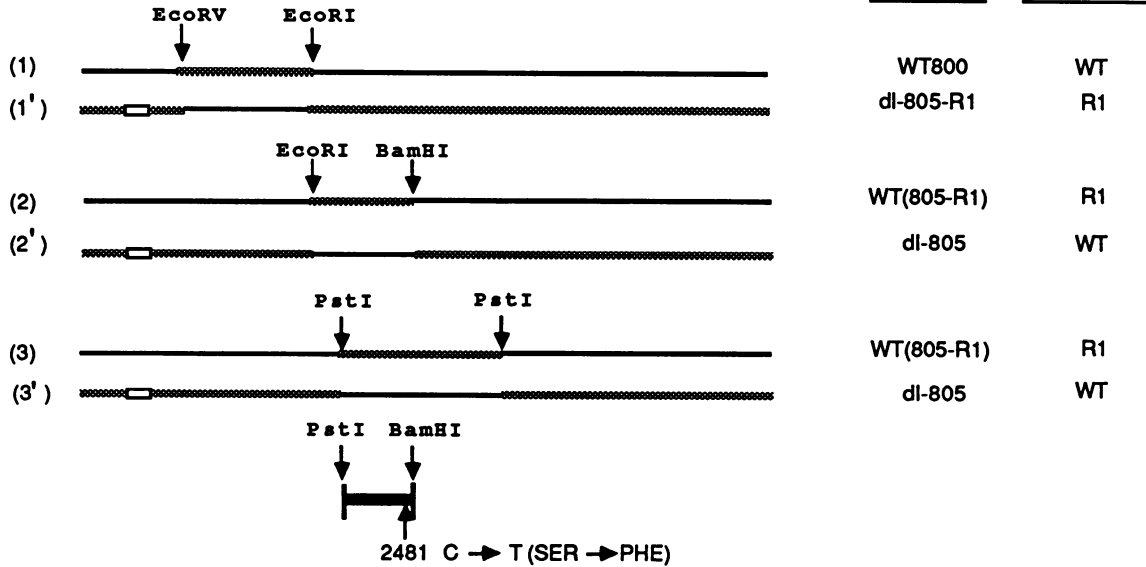 EcoRV EcoRI
(1) WT800 WT
(1') dl-805-R1 R1
EcoRI BamHI
(2) WT(805-R1) R1
(2') dl-805 WT
PstI PstI
(3) WT(805-R1) R1
(3') dl-805 WT
PstI BamHI
2481 C → T (SER → PHE)